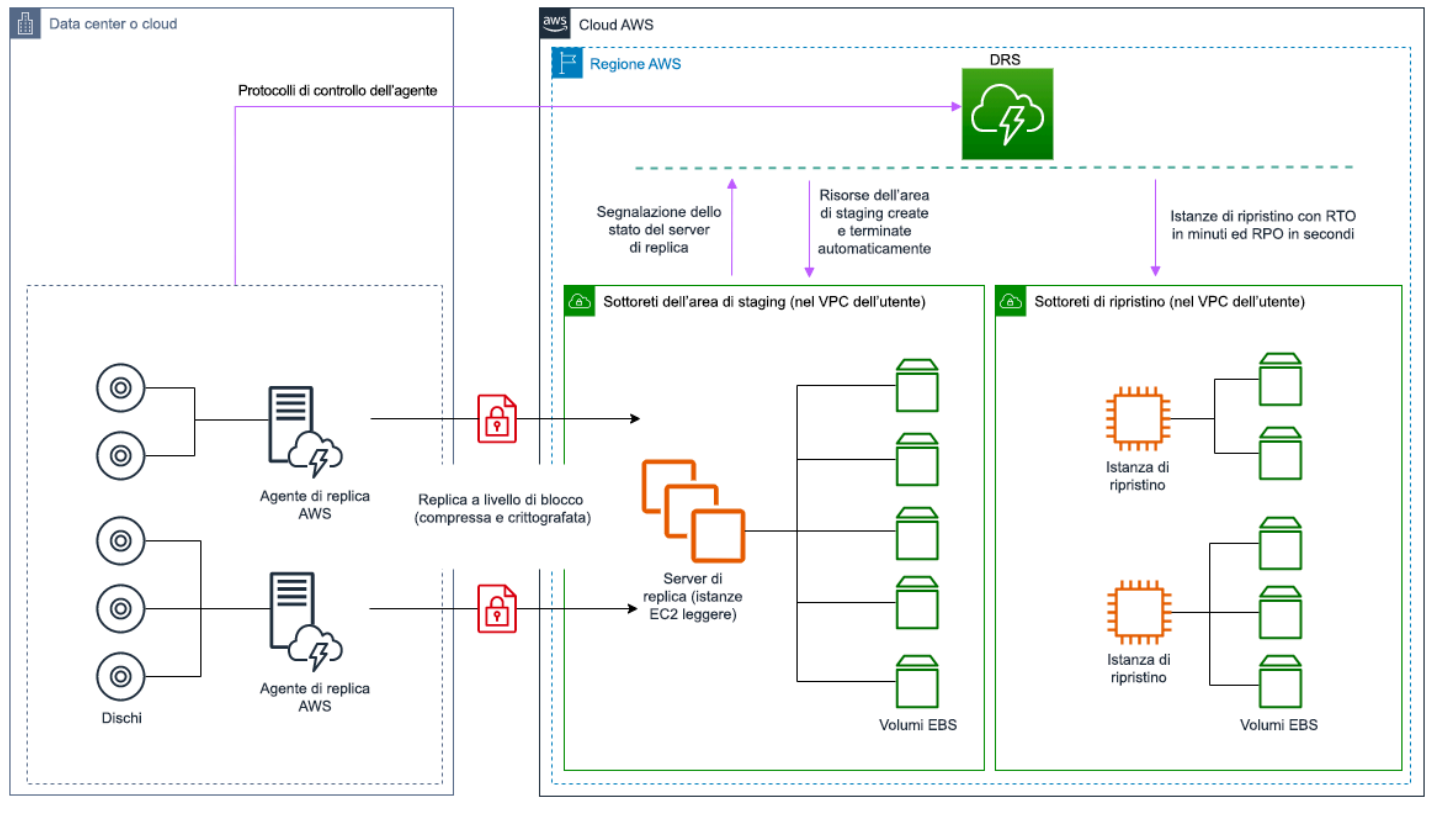 Data center o cloud
aws
Cloud AWS
Regione AWS
DRS
Protocolli di controllo dell'agente
Segnalazione dello
stato del server
di replica
Risorse dell'area
di staging create
e terminate
automaticamente
Istanze di ripristino con RTO
in minuti ed RPO in secondi
Sottoreti dell'area di staging (nel VPC dell'utente)
Sottoreti di ripristino (nel VPC dell'utente)
Agente di replica
AWS
Replica a livello di blocco
(compressa e crittografata)
Istanza di
ripristino
Server di
replica (istanze
EC2 leggere)
Agente di replica
AWS
Dischi
Istanza di
ripristino
Volumi EBS
Volumi EBS